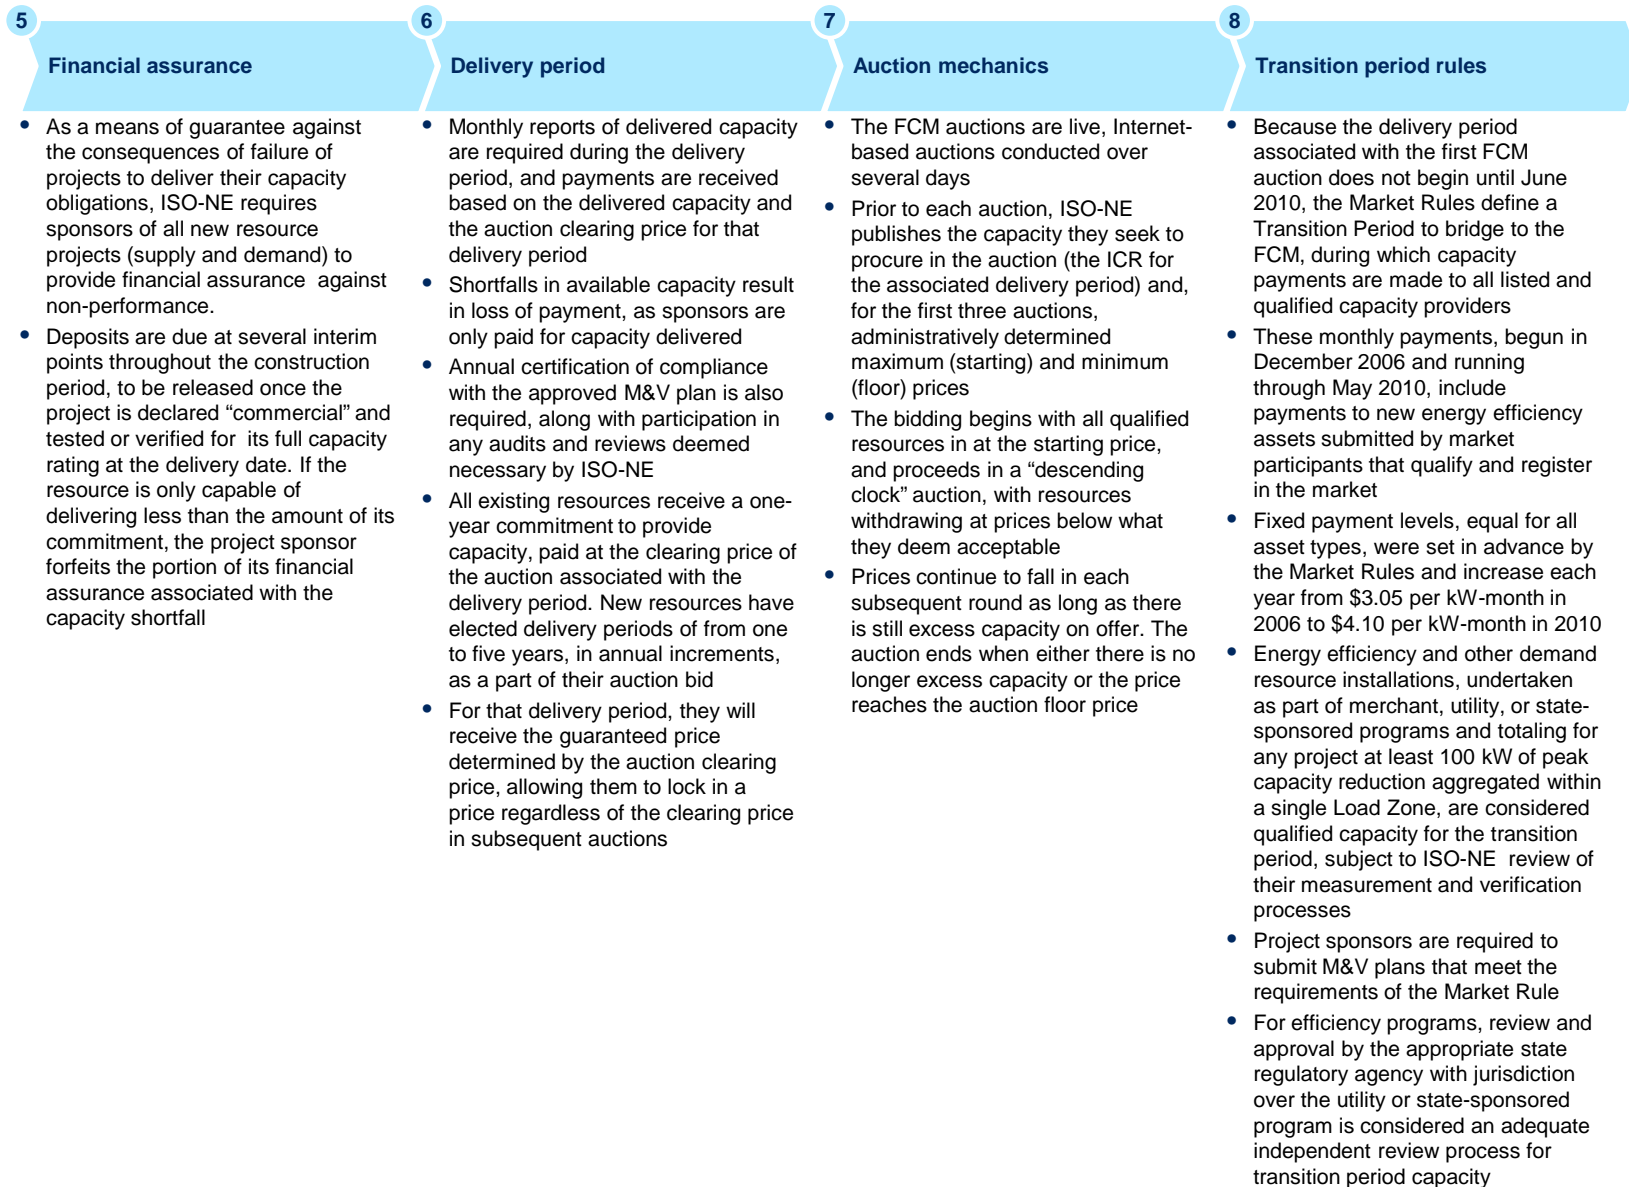 5
Financial assurance
• As a means of guarantee against
the consequences of failure of
projects to deliver their capacity
obligations, ISO-NE requires
sponsors of all new resource
projects (supply and demand) to
provide financial assurance  against
non-performance.
• Deposits are due at several interim
points throughout the construction
period, to be released once the
project is declared “commercial” and
tested or verified for  its full capacity
rating at the delivery date. If the
resource is only capable of
delivering less than the amount of its
commitment, the project sponsor
forfeits the portion of its financial
assurance associated with the
capacity shortfall
6
Delivery period
• Monthly reports of delivered capacity
are required during the delivery
period, and payments are received
based on the delivered capacity and
the auction clearing price for that
delivery period
• Shortfalls in available capacity result
in loss of payment, as sponsors are
only paid for capacity delivered
• Annual certification of compliance
with the approved M&V plan is also
required, along with participation in
any audits and reviews deemed
necessary by ISO-NE
• All existing resources receive a one-
year commitment to provide
capacity, paid at the clearing price of
the auction associated with the
delivery period. New resources have
elected delivery periods of from one
to five years, in annual increments,
as a part of their auction bid
• For that delivery period, they will
receive the guaranteed price
determined by the auction clearing
price, allowing them to lock in a
price regardless of the clearing price
in subsequent auctions
7
Auction mechanics
• The FCM auctions are live, Internet-
based auctions conducted over
several days
• Prior to each auction, ISO-NE
publishes the capacity they seek to
procure in the auction (the ICR for
the associated delivery period) and,
for the first three auctions,
administratively determined
maximum (starting) and minimum
(floor) prices
• The bidding begins with all qualified
resources in at the starting price,
and proceeds in a “descending
clock” auction, with resources
withdrawing at prices below what
they deem acceptable
• Prices continue to fall in each
subsequent round as long as there
is still excess capacity on offer. The
auction ends when either there is no
longer excess capacity or the price
reaches the auction floor price
8
Transition period rules
• Because the delivery period
associated with the first FCM
auction does not begin until June
2010, the Market Rules define a
Transition Period to bridge to the
FCM, during which capacity
payments are made to all listed and
qualified capacity providers
• These monthly payments, begun in
December 2006 and running
through May 2010, include
payments to new energy efficiency
assets submitted by market
participants that qualify and register
in the market
• Fixed payment levels, equal for all
asset types, were set in advance by
the Market Rules and increase each
year from $3.05 per kW-month in
2006 to $4.10 per kW-month in 2010
• Energy efficiency and other demand
resource installations, undertaken
as part of merchant, utility, or state-
sponsored programs and totaling for
any project at least 100 kW of peak
capacity reduction aggregated within
a single Load Zone, are considered
qualified capacity for the transition
period, subject to ISO-NE  review of
their measurement and verification
processes
• Project sponsors are required to
submit M&V plans that meet the
requirements of the Market Rule
• For efficiency programs, review and
approval by the appropriate state
regulatory agency with jurisdiction
over the utility or state-sponsored
program is considered an adequate
independent review process for
transition period capacity